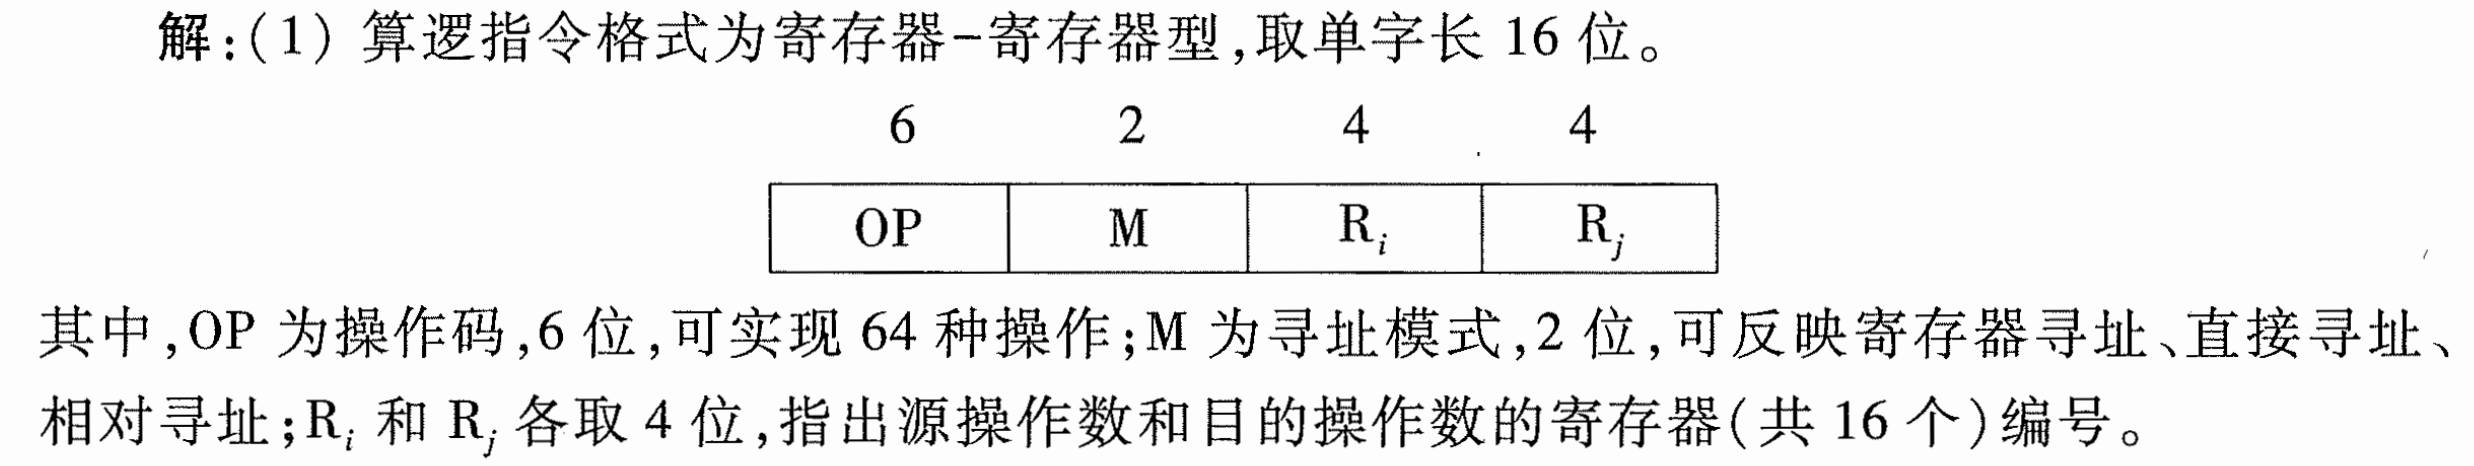 解:(1) 算逻指令格式为寄存器-寄存器型,取单字长 16 位。
6 2 4 4
OP M Rᵢ Rⱼ
其中,OP 为操作码,6 位,可实现 64 种操作;M 为寻址模式,2 位,可反映寄存器寻址、直接寻址、
相对寻址;Rᵢ 和 Rⱼ 各取 4 位,指出源操作数和目的操作数的寄存器(共 16 个)编号。